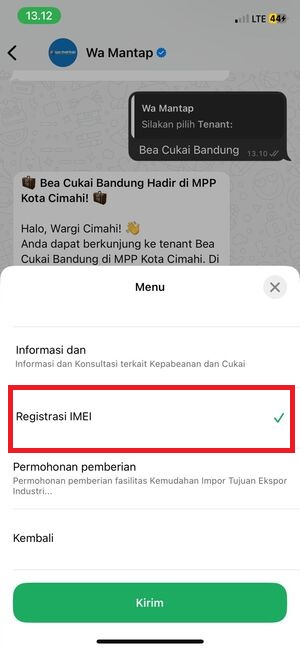 13.12
LTE 44
Wa Mantap
Wa Mantap
Silakan pilih Tenant:
Bea Cukai Bandung 13.10
Bea Cukai Bandung Hadir di MPP
Kota Cimahi!
Halo, Wargi Cimahi!
Anda dapat berkunjung ke tenant Bea
Cukai Bandung di MPP Kota Cimahi. Di
Menu
Informasi dan
Informasi dan Konsultasi terkait Kepabeanan dan Cukai
Registrasi IMEI
Permohonan pemberian
Permohonan pemberian fasilitas Kemudahan Impor Tujuan Ekspor
Industri...
Kembali
Kirim